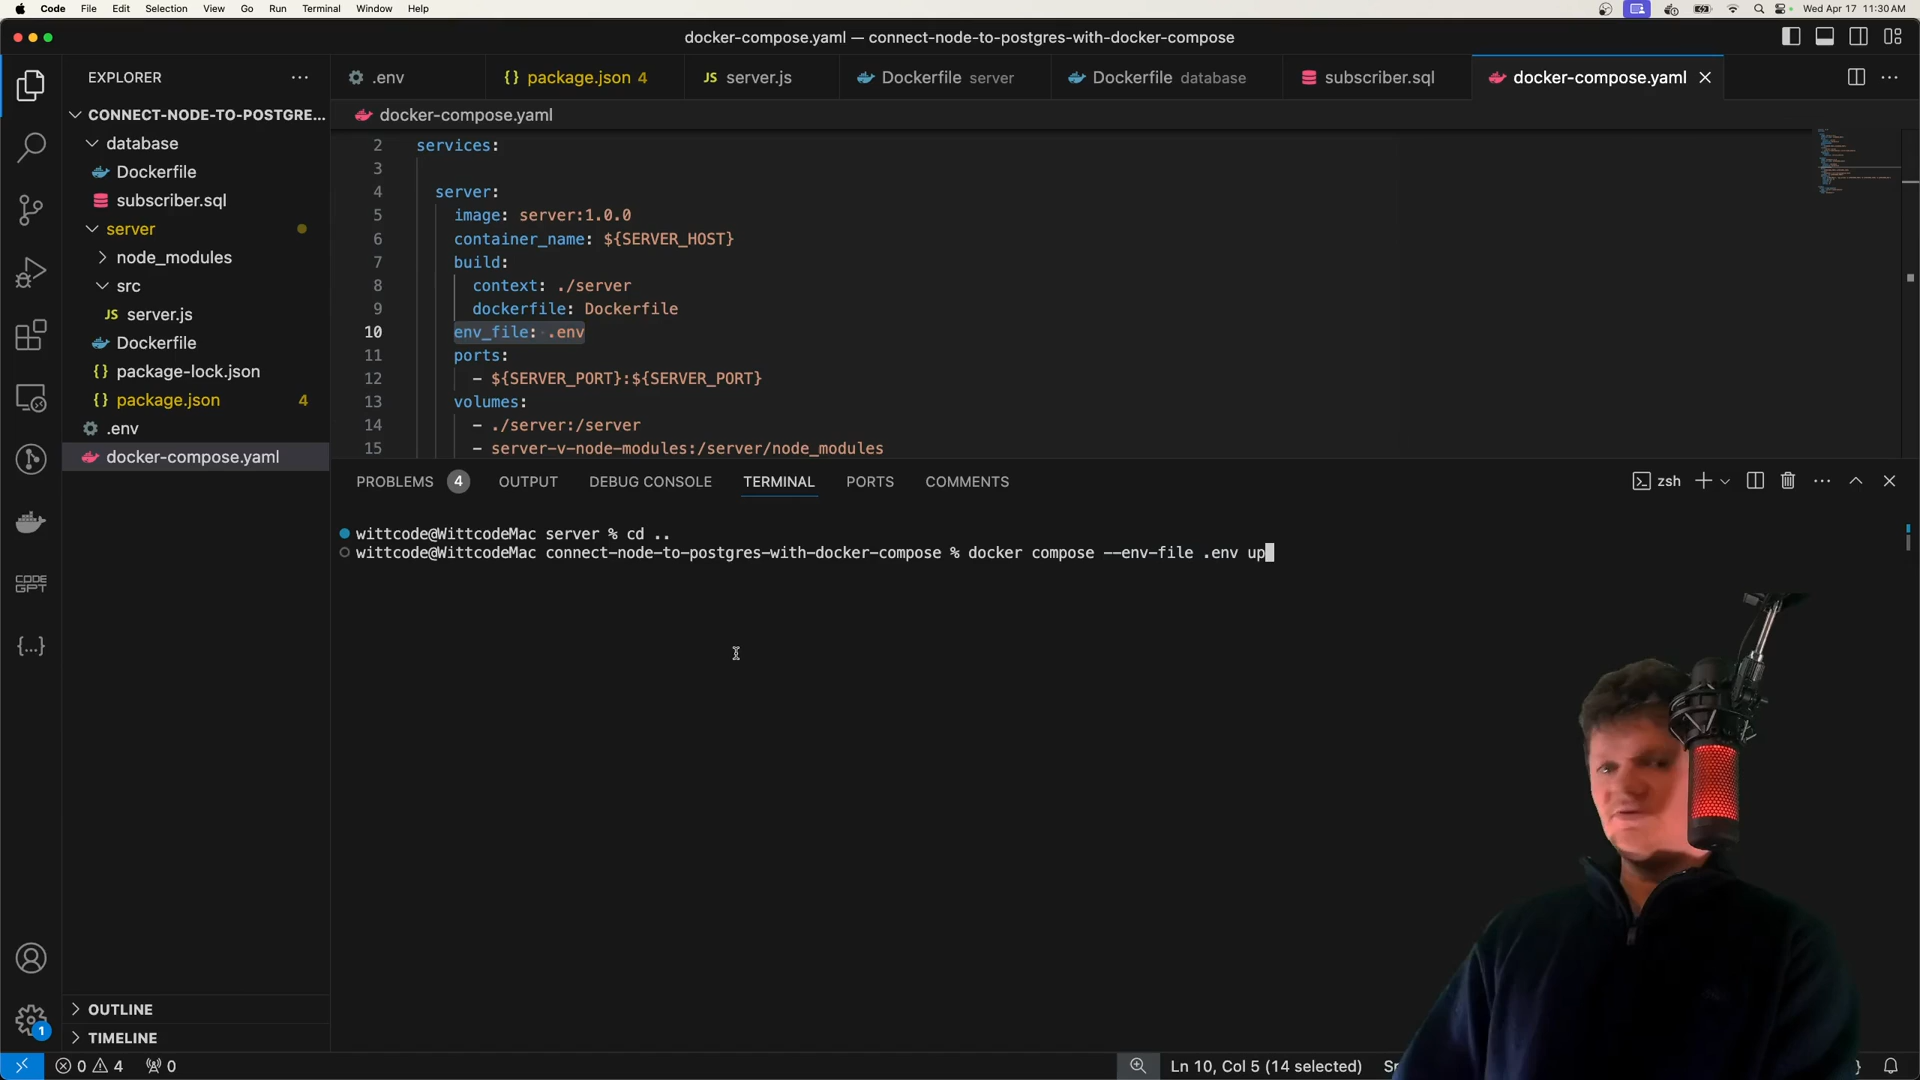 Code File Edit Selection View Go Run Terminal Window Help
Wed Apr 17 11:30 AM
docker-compose.yaml — connect-node-to-postgres-with-docker-compose
EXPLORER
.env
package.json 4
JS server.js
Dockerfile server
Dockerfile database
subscriber.sql
docker-compose.yaml
CONNECT-NODE-TO-POSTGRE...
database
Dockerfile
subscriber.sql
server
node_modules
src
JS server.js
Dockerfile
{} package-lock.json
{} package.json 4
.env
docker-compose.yaml
OUTLINE
TIMELINE
CODE
GPT
{...}
1
docker-compose.yaml
2 services:
3
4 server:
5 image: server:1.0.0
6 container_name: ${SERVER_HOST}
7 build:
8 context: ./server
9 dockerfile: Dockerfile
10 env_file: .env
11 ports:
12 - ${SERVER_PORT}:${SERVER_PORT}
13 volumes:
14 - ./server:/server
15 - server-v-node-modules:/server/node_modules
PROBLEMS 4 OUTPUT DEBUG CONSOLE TERMINAL PORTS COMMENTS
zsh
wittcode@WittcodeMac server % cd ..
wittcode@WittcodeMac connect-node-to-postgres-with-docker-compose % docker compose --env-file .env up
0 4 0
Ln 10, Col 5 (14 selected)